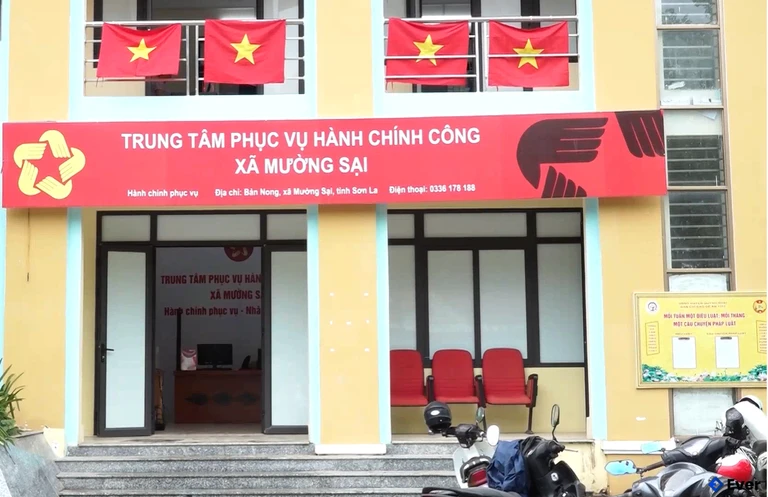 TRUNG TÂM PHỤC VỤ HÀNH CHÍNH CÔNG
XÃ MƯỜNG SẠI
Hành chính phục vụ Địa chỉ: Bản Nong, xã Mường Sại, tỉnh Sơn La Điện thoại: 0336 178 188
TRUNG TÂM PHỤC VỤ HÀN
XÃ MƯỜNG SẠ
Hành chính phục vụ - Nhà
MỖI TUẦN MỘT ĐIỀU LUẬT, MỖI THÁNG
MỘT CÂU CHUYỆN PHÁP LUẬT
Ever